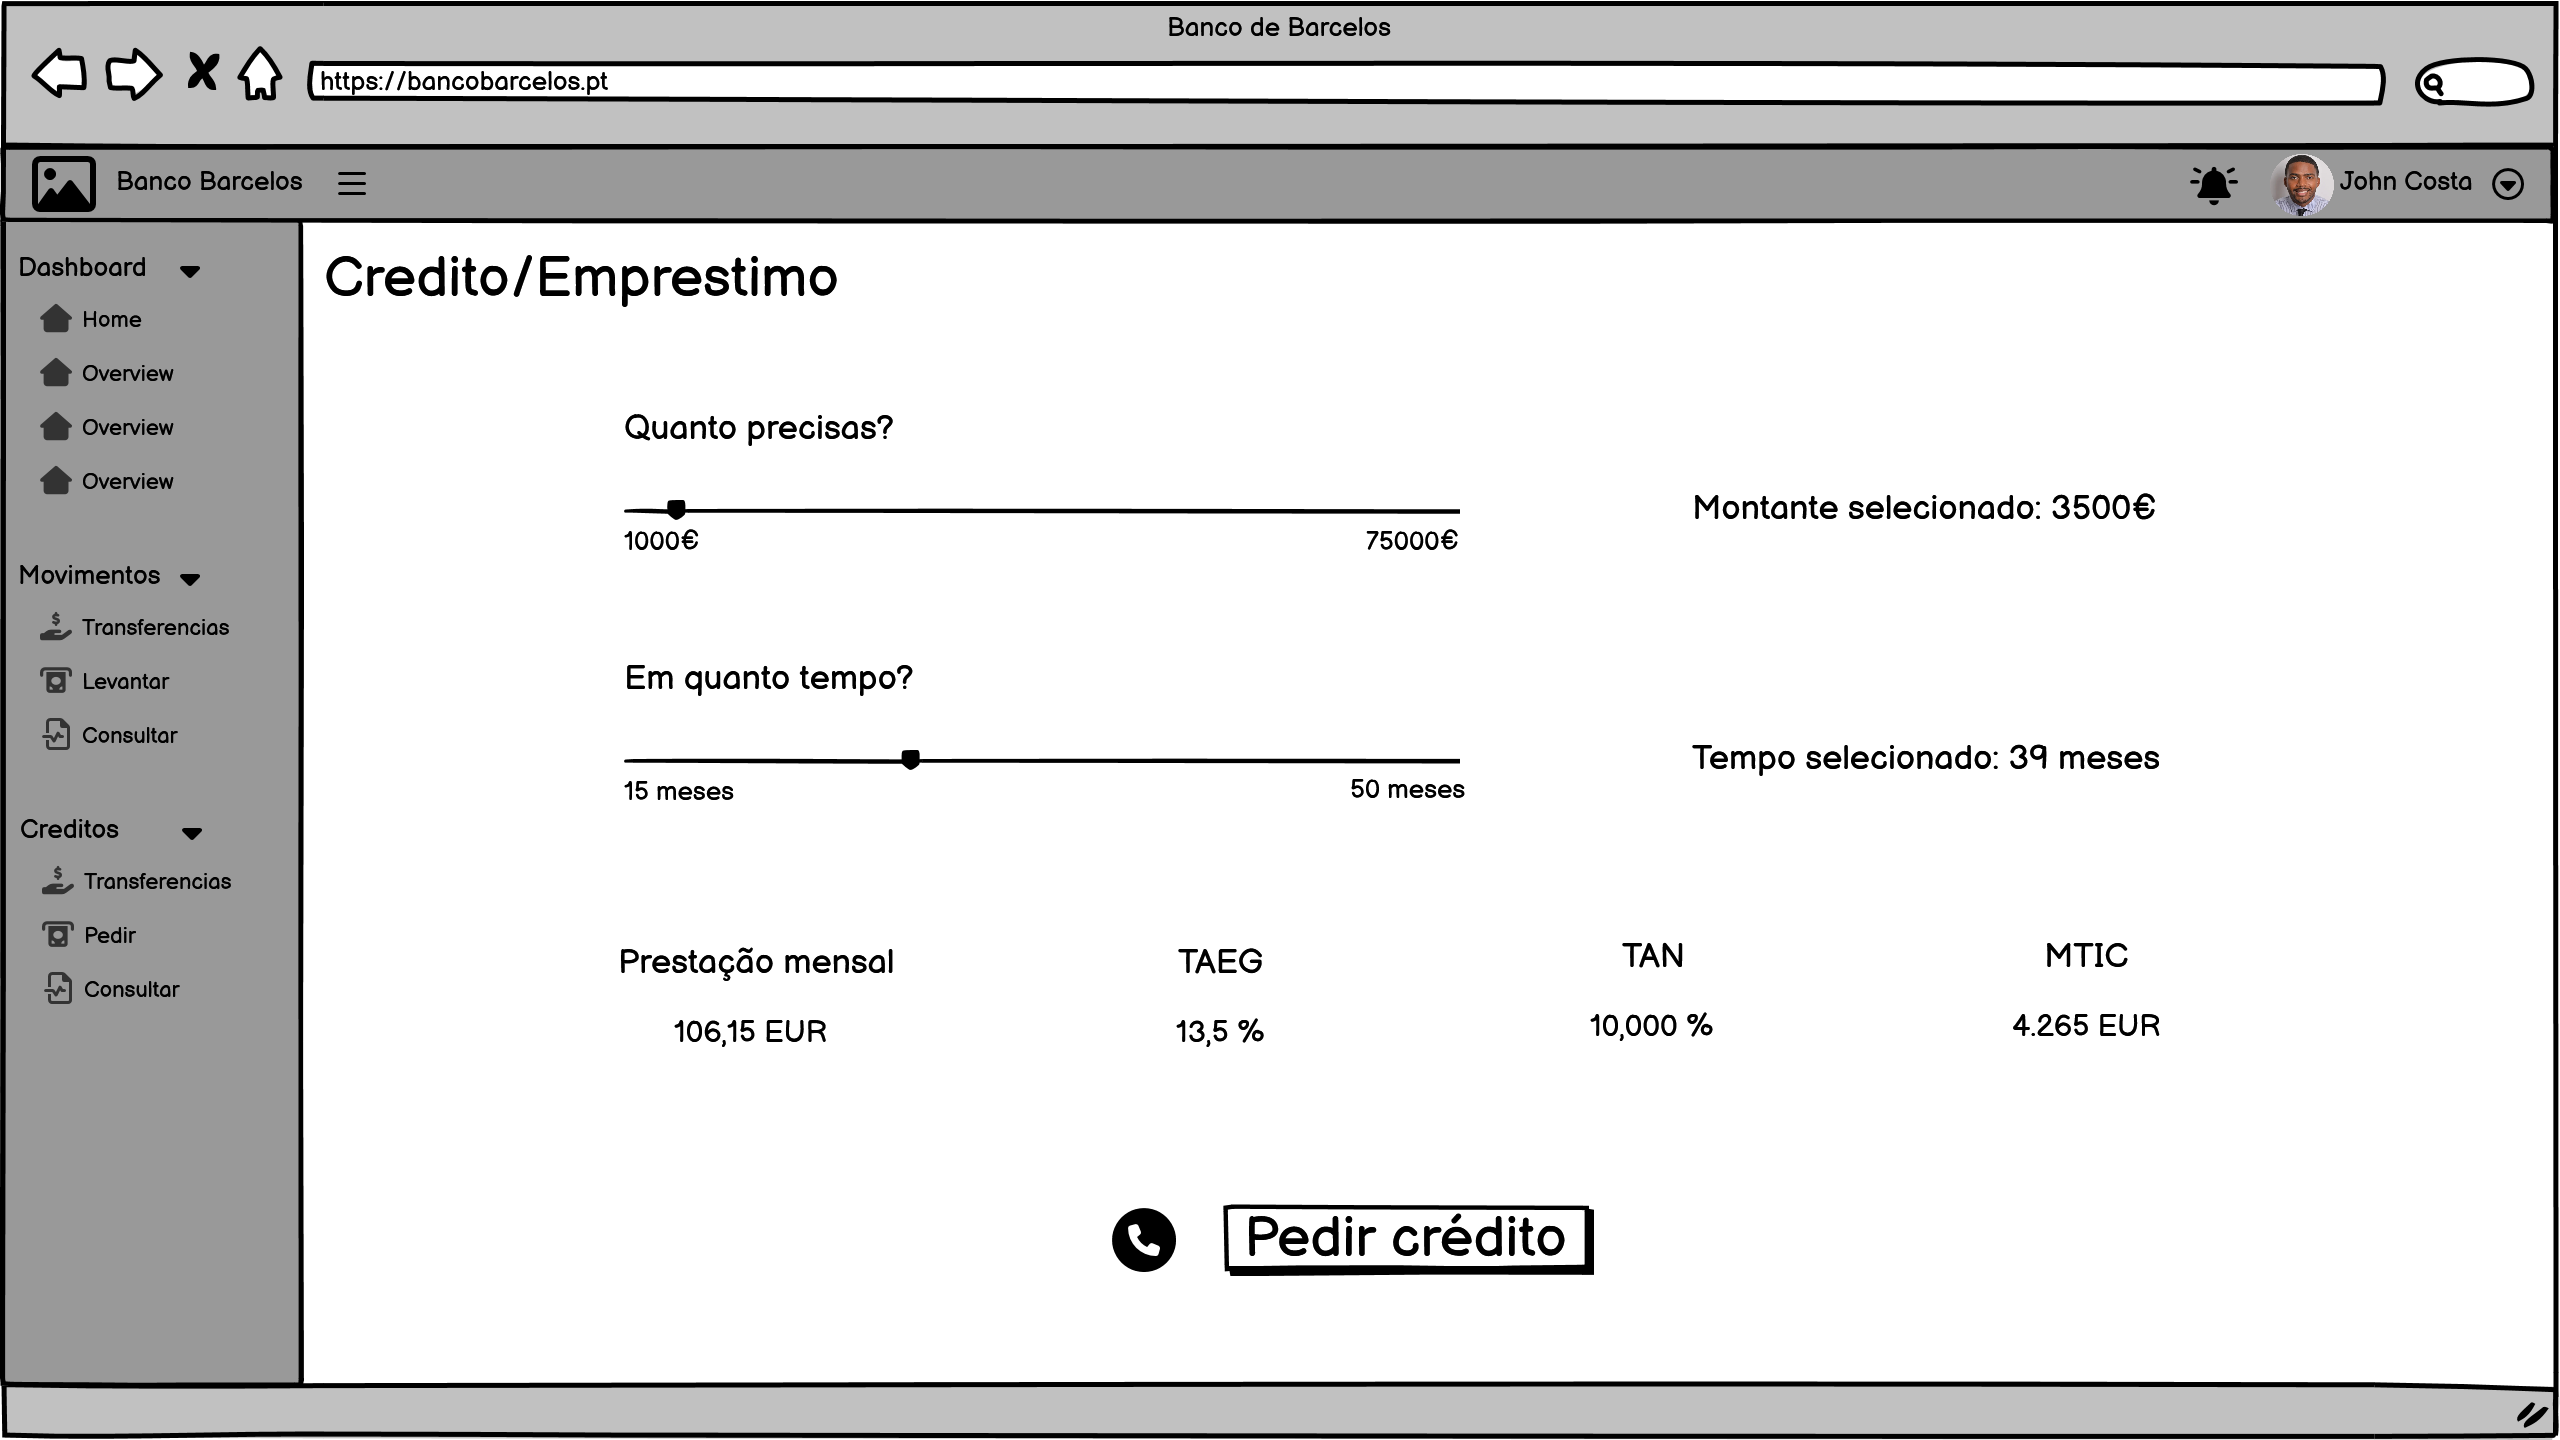 Banco de Barcelos
https://bancobarcelos.pt
Banco Barcelos
John Costa
Dashboard
Home
Overview
Overview
Overview
Movimentos
$ Transferencias
Levantar
Consultar
Creditos
$ Transferencias
Pedir
Consultar
Credito/Emprestimo
Quanto precisas?
1000€ 75000€
Montante selecionado: 3500€
Em quanto tempo?
15 meses 50 meses
Tempo selecionado: 39 meses
Prestação mensal TAEG TAN MTIC
106,15 EUR 13,5 % 10,000 % 4.265 EUR
Pedir crédito